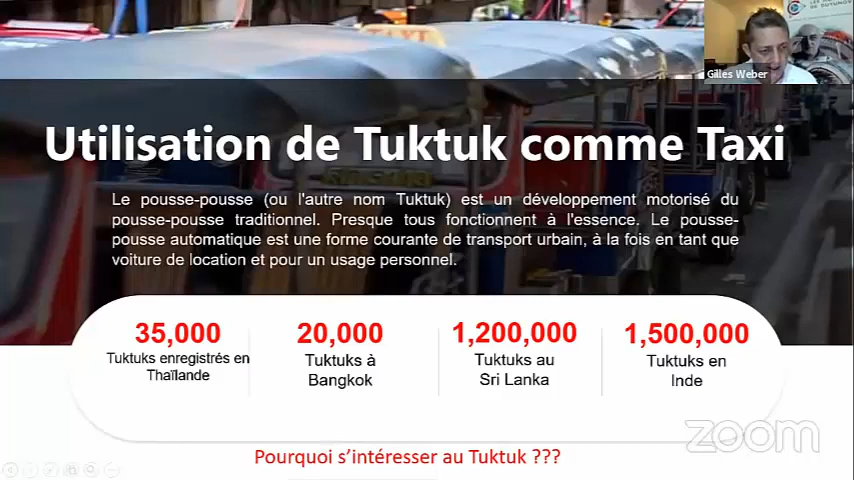 TAXI
Gilles Weber
Utilisation de Tuktuk comme Taxi
Le pousse-pousse (ou l'autre nom Tuktuk) est un développement motorisé du
pousse-pousse traditionnel. Presque tous fonctionnent à l'essence. Le pousse-
pousse automatique est une forme courante de transport urbain, à la fois en tant que
voiture de location et pour un usage personnel.
35,000
Tuktuks enregistrés en
Thaïlande
20,000
Tuktuks à
Bangkok
1,200,000
Tuktuks au
Sri Lanka
1,500,000
Tuktuks en
Inde
zoom
Pourquoi s'intéresser au Tuktuk ???